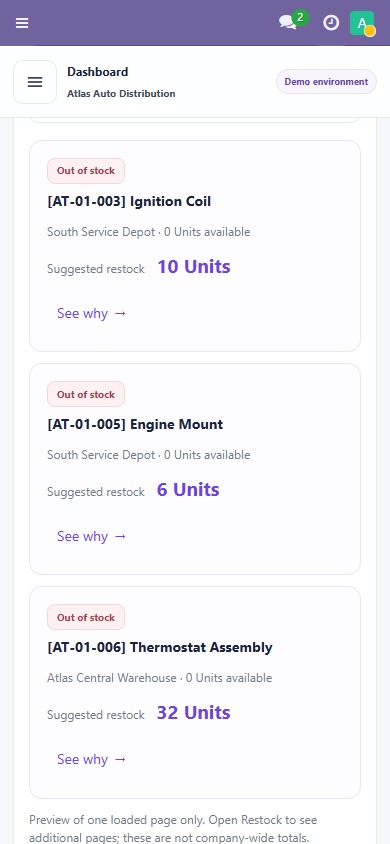 2
A
Dashboard
Atlas Auto Distribution
Demo environment
Out of stock
[AT-01-003] Ignition Coil
South Service Depot · 0 Units available
Suggested restock 10 Units
See why →
Out of stock
[AT-01-005] Engine Mount
South Service Depot · 0 Units available
Suggested restock 6 Units
See why →
Out of stock
[AT-01-006] Thermostat Assembly
Atlas Central Warehouse · 0 Units available
Suggested restock 32 Units
See why →
Preview of one loaded page only. Open Restock to see
additional pages; these are not company-wide totals.